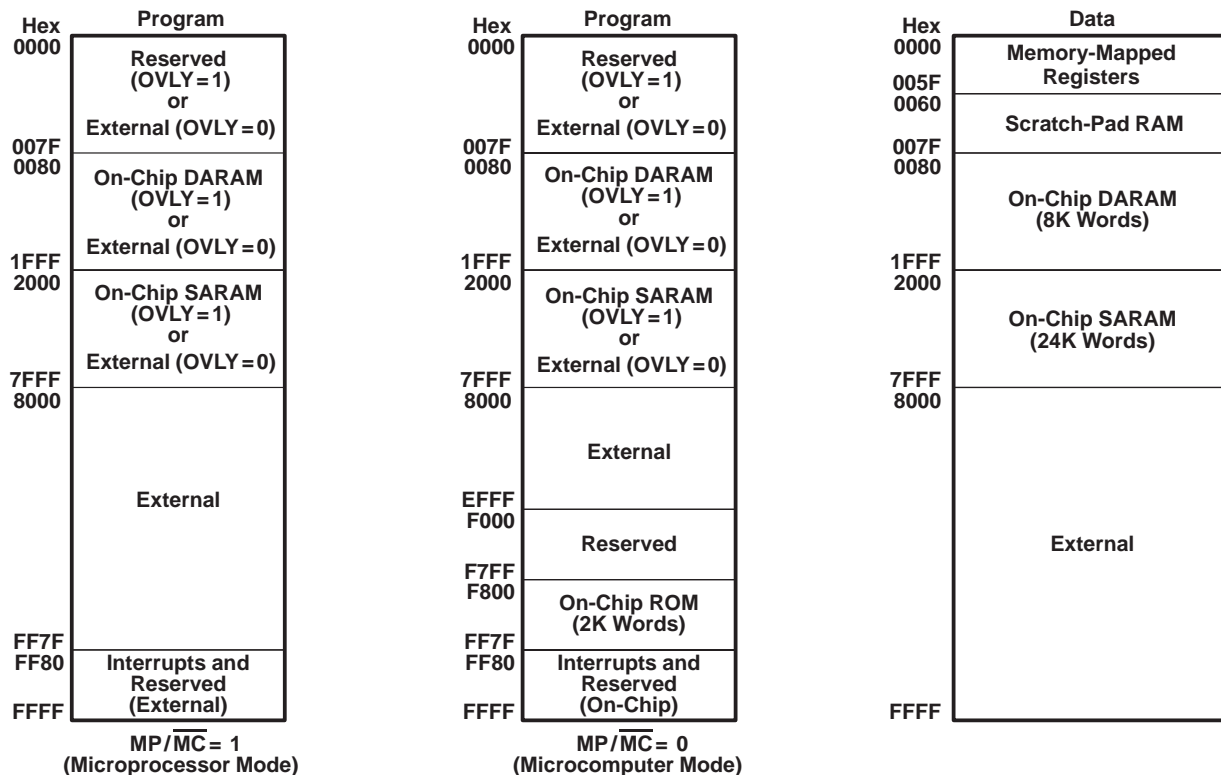 Hex
Program
0000
Reserved
(OVLY = 1)
or
External (OVLY = 0)
007F
0080
On-Chip DARAM
(OVLY = 1)
or
External (OVLY = 0)
1FFF
2000
On-Chip SARAM
(OVLY = 1)
or
External (OVLY = 0)
7FFF
8000
External
FF7F
FF80
Interrupts and
Reserved
(External)
FFFF
MP/M̅C̅ = 1
(Microprocessor Mode)
Hex
Program
0000
Reserved
(OVLY = 1)
or
External (OVLY = 0)
007F
0080
On-Chip DARAM
(OVLY = 1)
or
External (OVLY = 0)
1FFF
2000
On-Chip SARAM
(OVLY = 1)
or
External (OVLY = 0)
7FFF
8000
External
EFFF
F000
Reserved
F7FF
F800
On-Chip ROM
(2K Words)
FF7F
FF80
Interrupts and
Reserved
(On-Chip)
FFFF
MP/M̅C̅ = 0
(Microcomputer Mode)
Hex
Data
0000
Memory-Mapped
Registers
005F
0060
Scratch-Pad RAM
007F
0080
On-Chip DARAM
(8K Words)
1FFF
2000
On-Chip SARAM
(24K Words)
7FFF
8000
External
FFFF